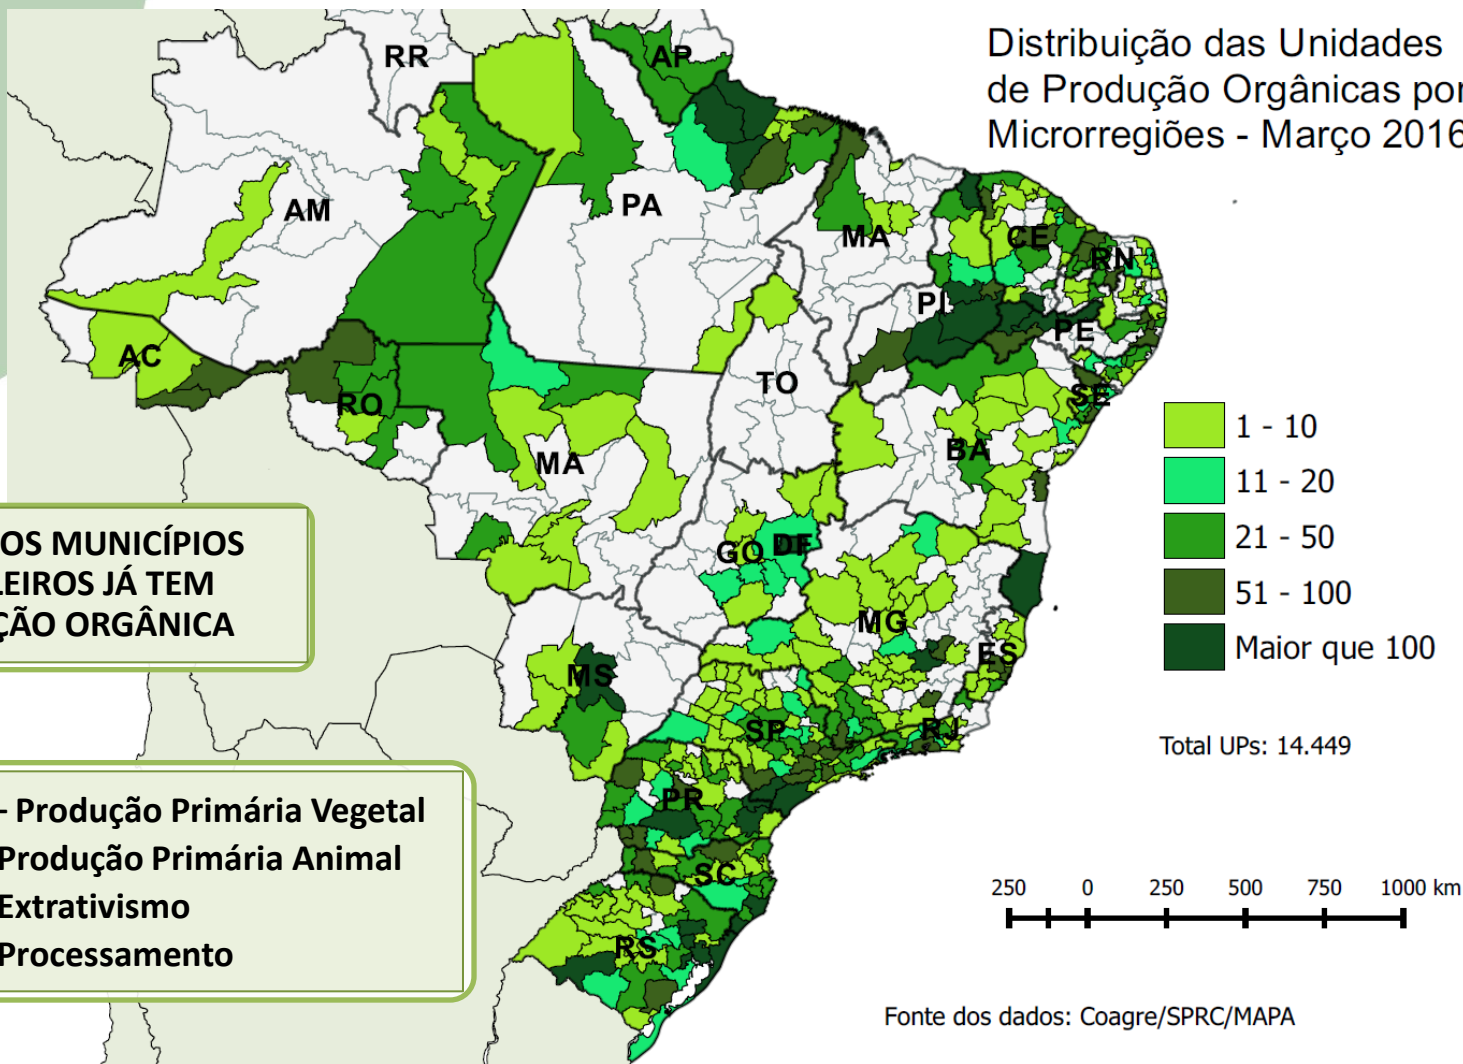 Distribuição das Unidades
de Produção Orgânicas por
Microrregiões - Março 2016
RR
AP
AM
PA
MA
CE
RN
PI
PE
AC
TO
RO
SE
BA
MA
GO DF
MG
ES
MS
SP
RJ
PR
SC
RS
1 - 10
11 - 20
21 - 50
51 - 100
Maior que 100
OS MUNICÍPIOS
LEIROS JÁ TEM
ÇÃO ORGÂNICA
Total UPs: 14.449
- Produção Primária Vegetal
Produção Primária Animal
Extrativismo
Processamento
250 0 250 500 750 1000 km
Fonte dos dados: Coagre/SPRC/MAPA